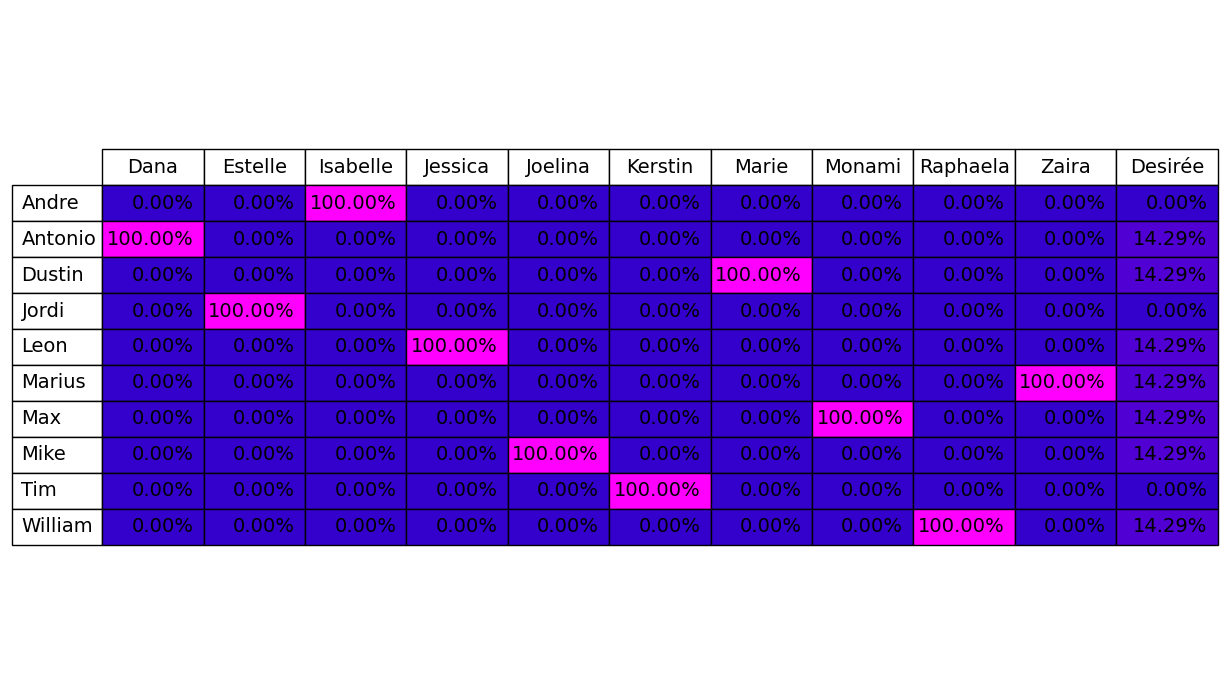 Dana Estelle Isabelle Jessica Joelina Kerstin Marie Monami Raphaela Zaira Desirée
Andre 0.00% 0.00% 100.00% 0.00% 0.00% 0.00% 0.00% 0.00% 0.00% 0.00% 0.00%
Antonio 100.00% 0.00% 0.00% 0.00% 0.00% 0.00% 0.00% 0.00% 0.00% 0.00% 14.29%
Dustin 0.00% 0.00% 0.00% 0.00% 0.00% 0.00% 100.00% 0.00% 0.00% 0.00% 14.29%
Jordi 0.00% 100.00% 0.00% 0.00% 0.00% 0.00% 0.00% 0.00% 0.00% 0.00% 0.00%
Leon 0.00% 0.00% 0.00% 100.00% 0.00% 0.00% 0.00% 0.00% 0.00% 0.00% 14.29%
Marius 0.00% 0.00% 0.00% 0.00% 0.00% 0.00% 0.00% 0.00% 0.00% 100.00% 14.29%
Max 0.00% 0.00% 0.00% 0.00% 0.00% 0.00% 0.00% 100.00% 0.00% 0.00% 14.29%
Mike 0.00% 0.00% 0.00% 0.00% 100.00% 0.00% 0.00% 0.00% 0.00% 0.00% 14.29%
Tim 0.00% 0.00% 0.00% 0.00% 0.00% 100.00% 0.00% 0.00% 0.00% 0.00% 0.00%
William 0.00% 0.00% 0.00% 0.00% 0.00% 0.00% 0.00% 0.00% 100.00% 0.00% 14.29%